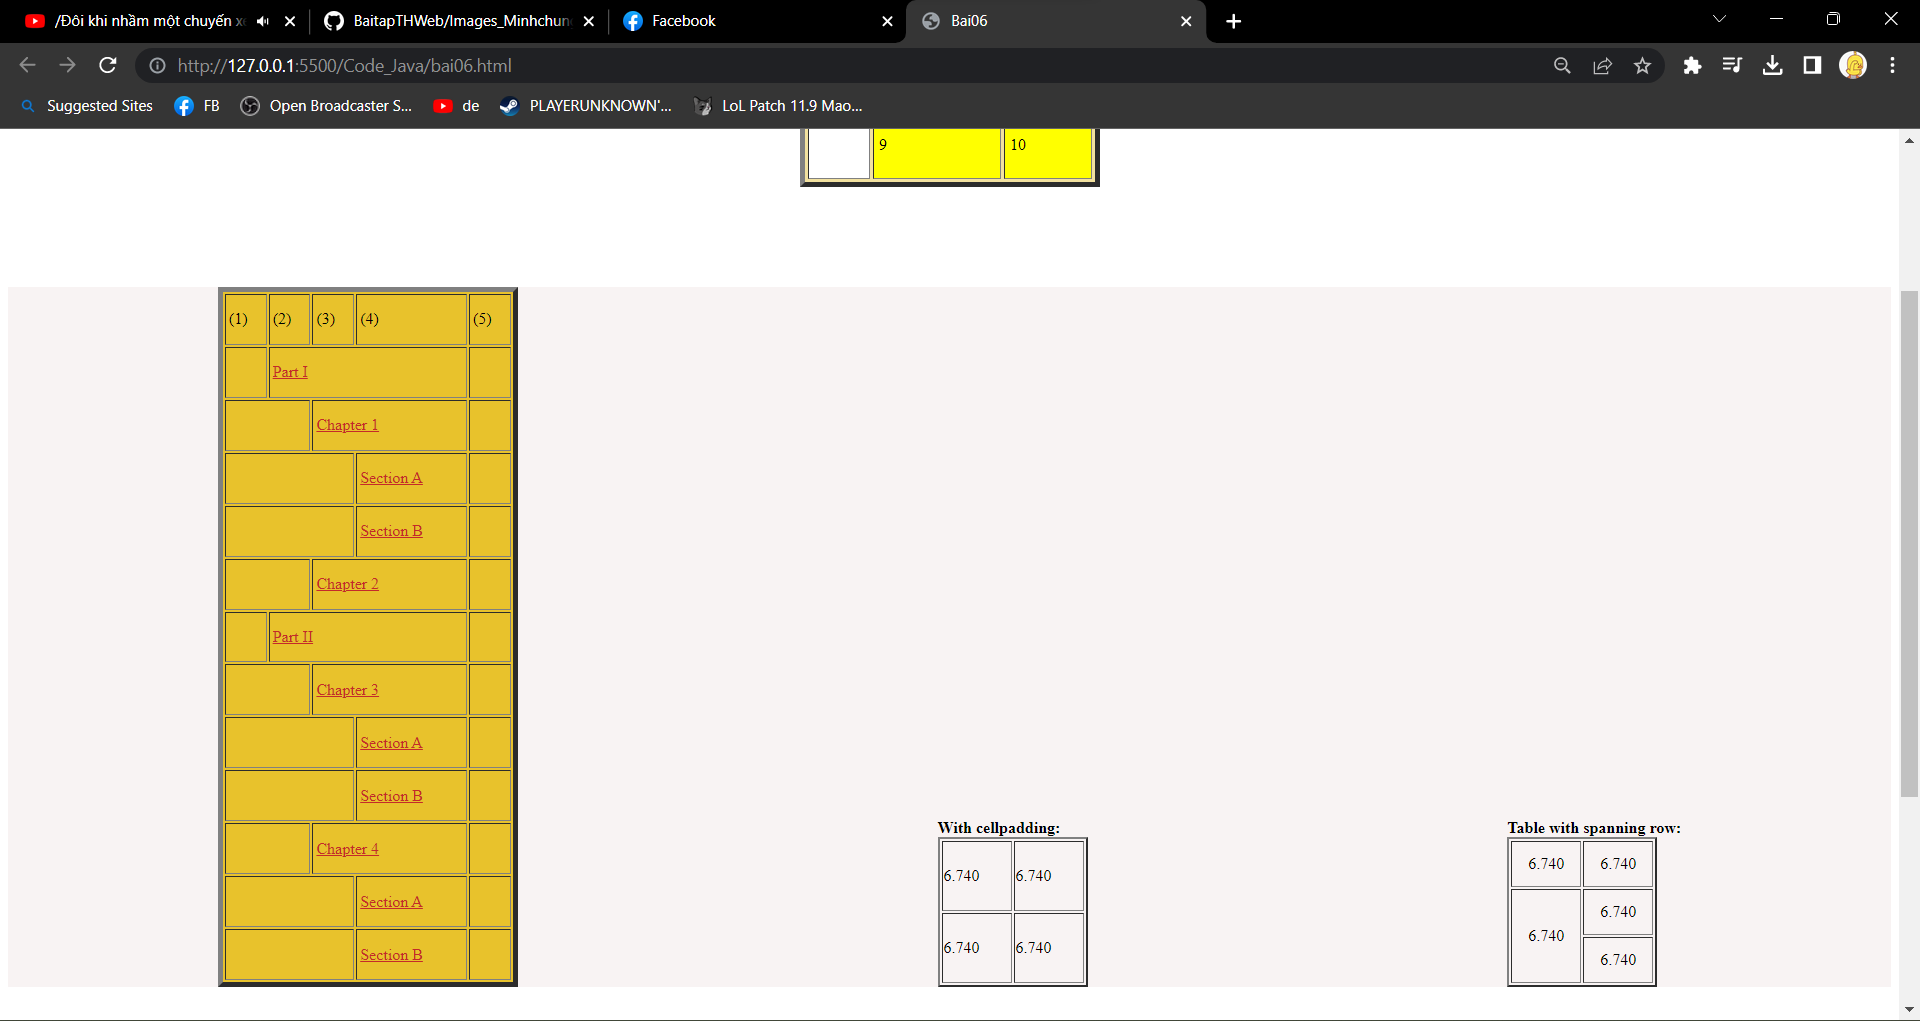 /Đôi khi nhầm một chuyến
BaitapTHWeb/Images_Minhchun
Facebook
Bai06
http://127.0.0.1:5500/Code_Java/bai06.html
Suggested Sites
FB
Open Broadcaster S...
de
PLAYERUNKNOWN'...
LoL Patch 11.9 Mao...
9 10
(1) (2) (3) (4) (5)
Part I
Chapter 1
Section A
Section B
Chapter 2
Part II
Chapter 3
Section A
Section B
Chapter 4
Section A
Section B
With cellpadding:
6.740 6.740
6.740 6.740
Table with spanning row:
6.740 6.740
6.740
6.740
6.740